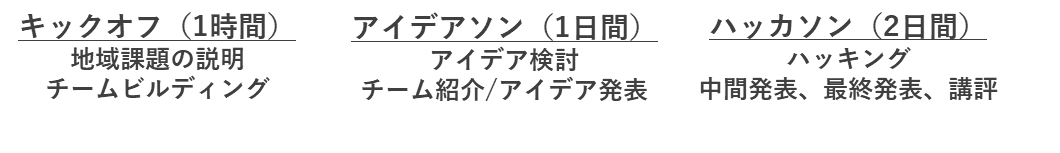 キックオフ（1時間）
地域課題の説明
チームビルディング
アイデアソン（1日間）
アイデア検討
チーム紹介/アイデア発表
ハッカソン（2日間）
ハッキング
中間発表、最終発表、講評